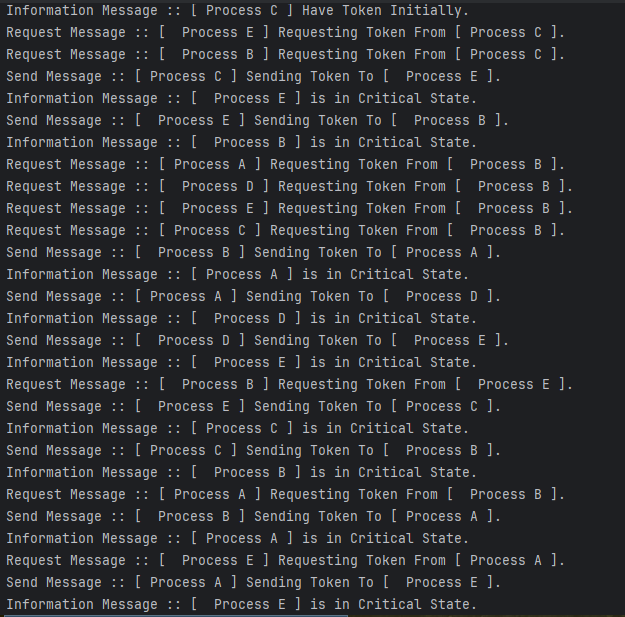 Information Message :: [ Process C ] Have Token Initially.
Request Message :: [  Process E ] Requesting Token From [ Process C ].
Request Message :: [  Process B ] Requesting Token From [ Process C ].
Send Message :: [ Process C ] Sending Token To [  Process E ].
Information Message :: [  Process E ] is in Critical State.
Send Message :: [  Process E ] Sending Token To [  Process B ].
Information Message :: [  Process B ] is in Critical State.
Request Message :: [ Process A ] Requesting Token From [  Process B ].
Request Message :: [  Process D ] Requesting Token From [  Process B ].
Request Message :: [  Process E ] Requesting Token From [  Process B ].
Request Message :: [ Process C ] Requesting Token From [  Process B ].
Send Message :: [  Process B ] Sending Token To [ Process A ].
Information Message :: [ Process A ] is in Critical State.
Send Message :: [ Process A ] Sending Token To [  Process D ].
Information Message :: [  Process D ] is in Critical State.
Send Message :: [  Process D ] Sending Token To [  Process E ].
Information Message :: [  Process E ] is in Critical State.
Request Message :: [  Process B ] Requesting Token From [  Process E ].
Send Message :: [  Process E ] Sending Token To [ Process C ].
Information Message :: [ Process C ] is in Critical State.
Send Message :: [ Process C ] Sending Token To [  Process B ].
Information Message :: [  Process B ] is in Critical State.
Request Message :: [ Process A ] Requesting Token From [  Process B ].
Send Message :: [  Process B ] Sending Token To [ Process A ].
Information Message :: [ Process A ] is in Critical State.
Request Message :: [  Process E ] Requesting Token From [ Process A ].
Send Message :: [ Process A ] Sending Token To [  Process E ].
Information Message :: [  Process E ] is in Critical State.